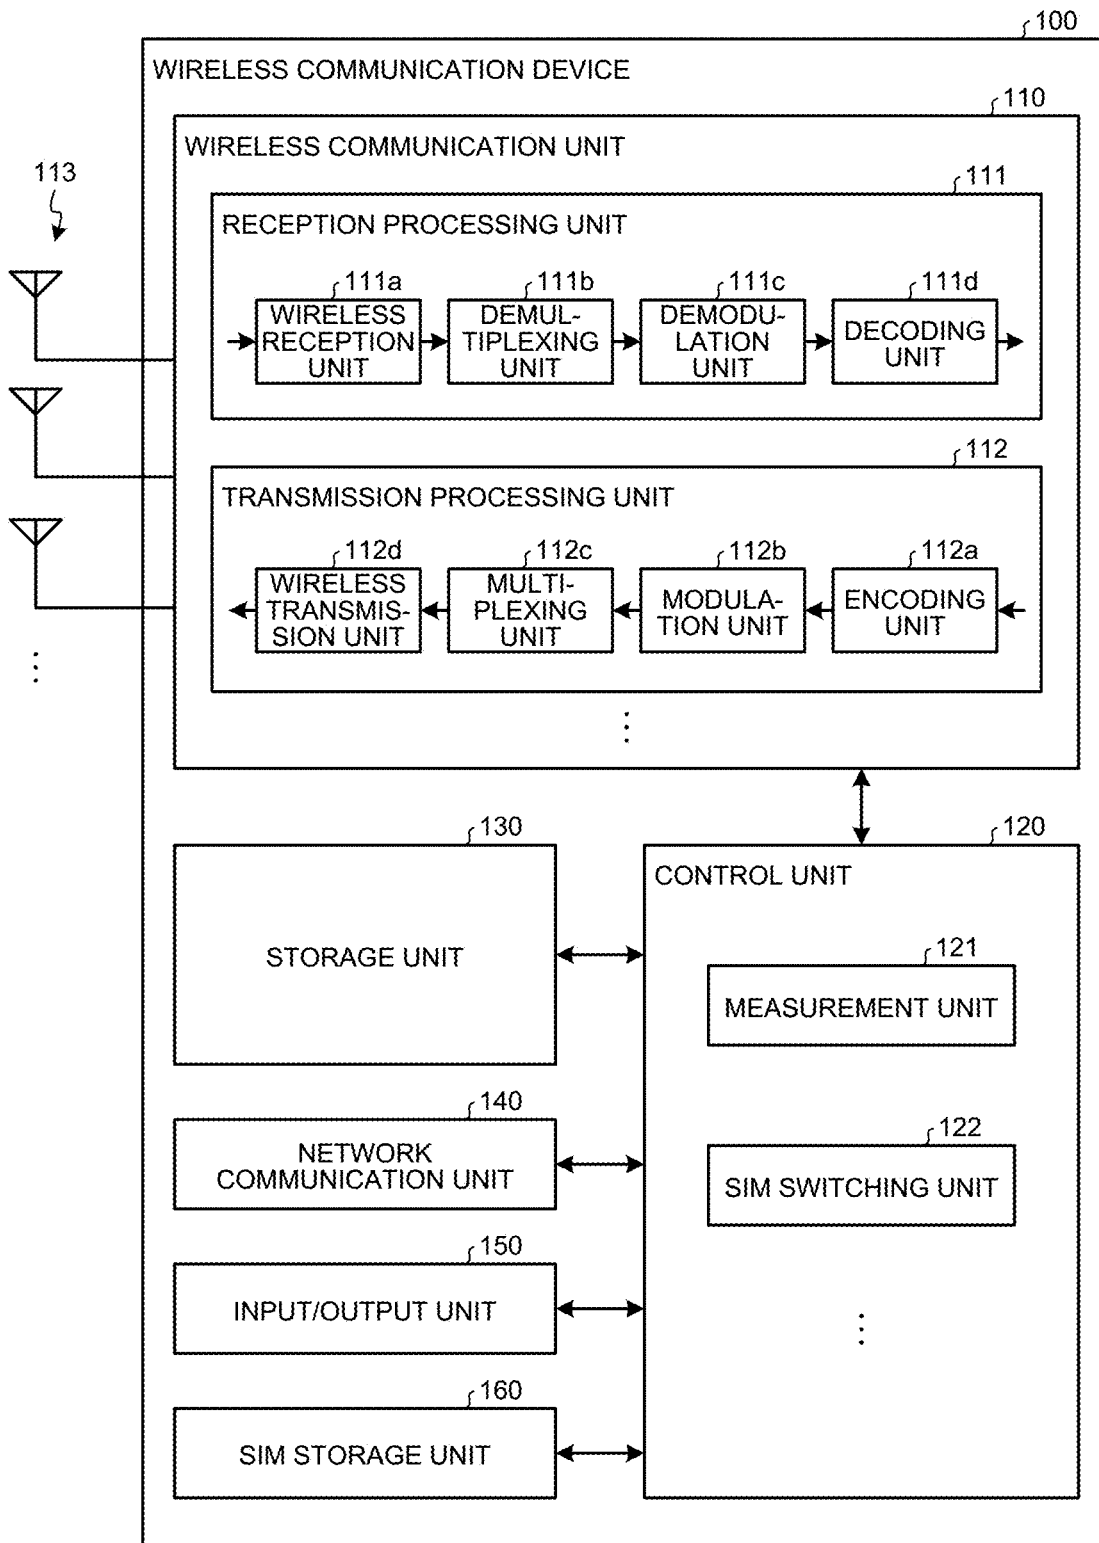 100
WIRELESS COMMUNICATION DEVICE
110
WIRELESS COMMUNICATION UNIT
113
111
RECEPTION PROCESSING UNIT
111a
WIRELESS
RECEPTION
UNIT
111b
DEMUL-
TIPLEXING
UNIT
111c
DEMODU-
LATION
UNIT
111d
DECODING
UNIT
112
TRANSMISSION PROCESSING UNIT
112d
WIRELESS
TRANSMIS-
SION UNIT
112c
MULTI-
PLEXING
UNIT
112b
MODULA-
TION UNIT
112a
ENCODING
UNIT
130
STORAGE UNIT
120
CONTROL UNIT
121
MEASUREMENT UNIT
140
NETWORK
COMMUNICATION UNIT
122
SIM SWITCHING UNIT
150
INPUT/OUTPUT UNIT
160
SIM STORAGE UNIT